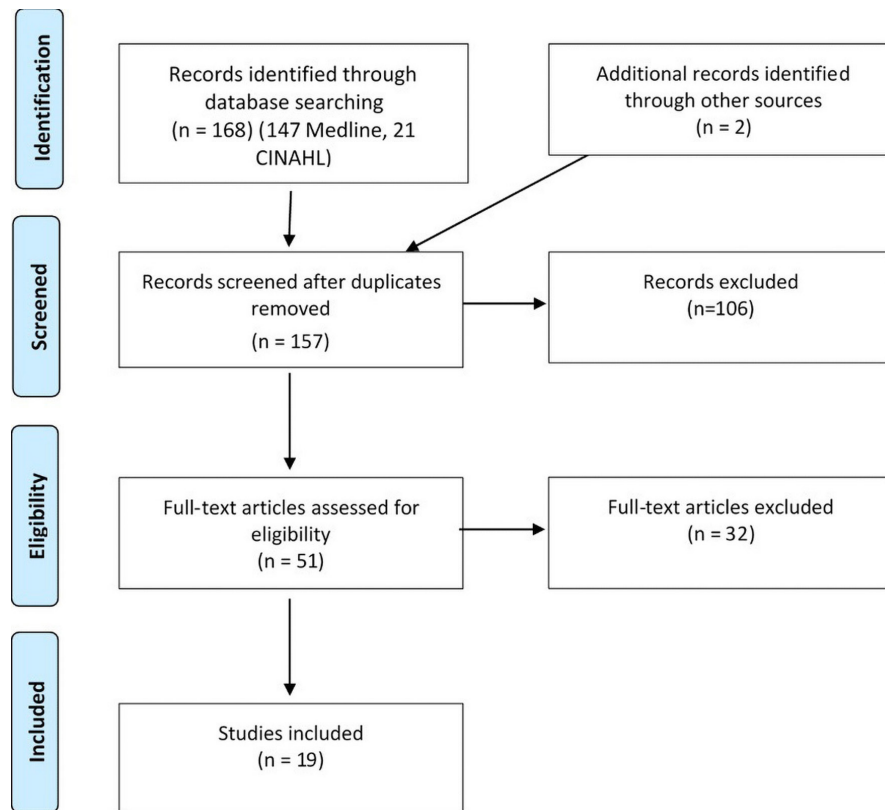 Identification
Records identified through
database searching
(n = 168) (147 Medline, 21
CINAHL)
Additional records identified
through other sources
(n = 2)
Screened
Records screened after duplicates
removed
(n = 157)
Records excluded
(n=106)
Eligibility
Full-text articles assessed for
eligibility
(n = 51)
Full-text articles excluded
(n = 32)
Included
Studies included
(n = 19)